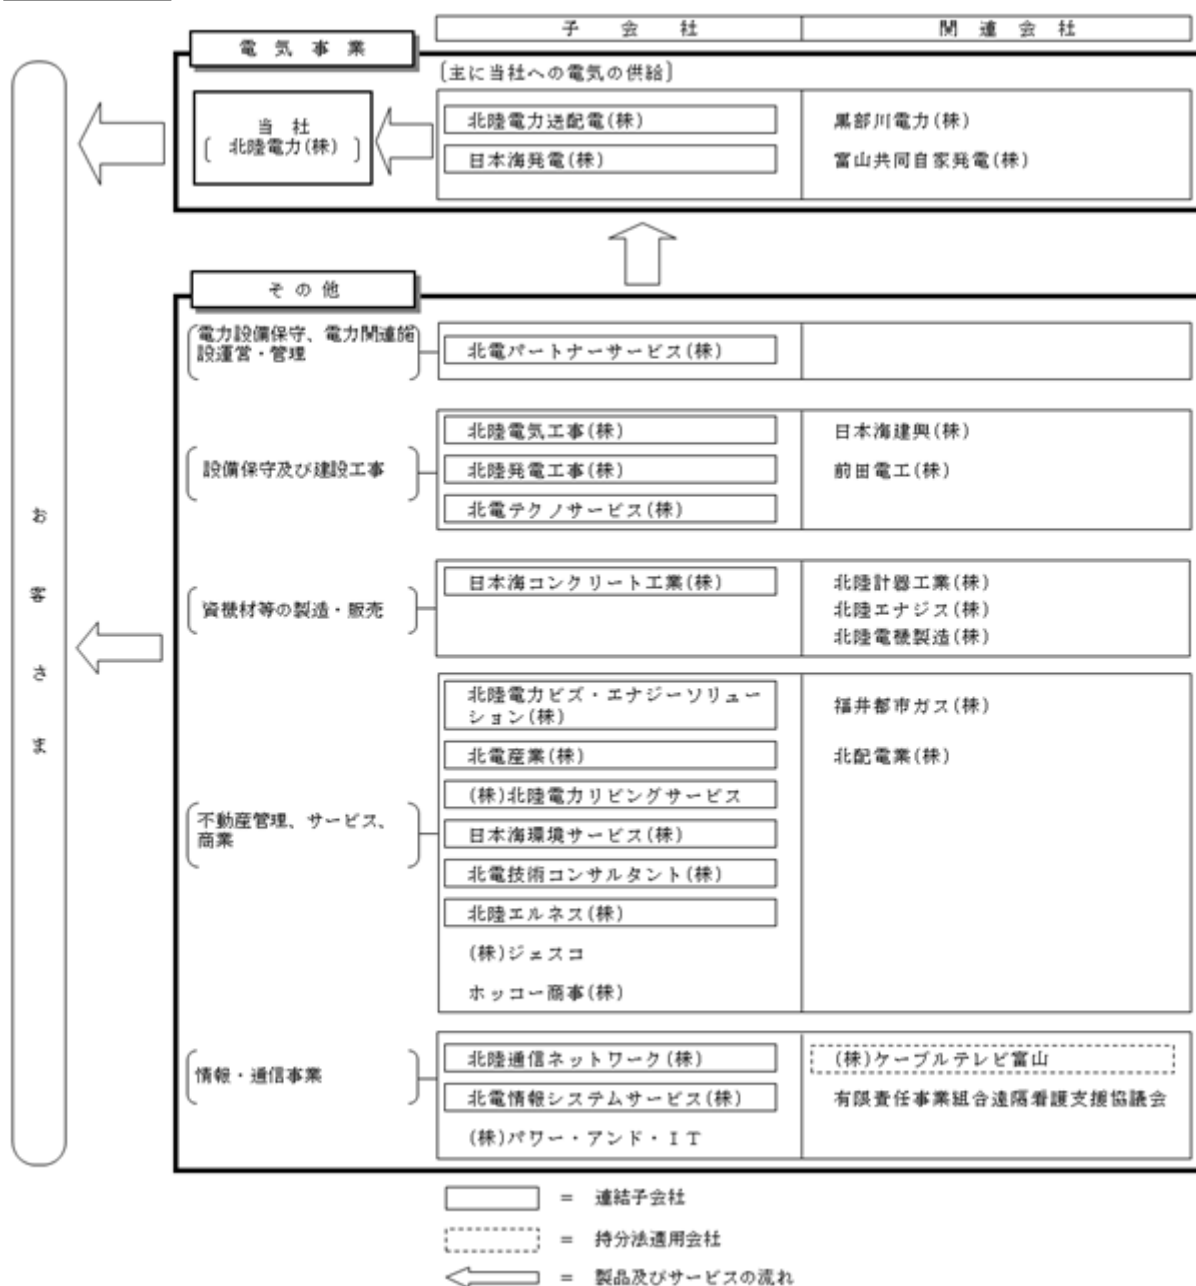 子会社
関連会社
電気事業
〔主に当社への電気の供給〕
当社
〔 北陸電力(株) 〕
北陸電力送配電(株)
日本海発電(株)
黒部川電力(株)
富山共同自家発電(株)
その他
電力設備保守、電力関連施
設運営・管理
北電パートナーサービス(株)
設備保守及び建設工事
北陸電気工事(株)
北陸発電工事(株)
北電テクノサービス(株)
日本海建興(株)
前田電工(株)
資機材等の製造・販売
日本海コンクリート工業(株)
北陸計器工業(株)
北陸エナジス(株)
北陸電機製造(株)
不動産管理、サービス、
商業
北陸電力ビズ・エナジーソリュー
ション(株)
北電産業(株)
(株)北陸電力リビングサービス
日本海環境サービス(株)
北電技術コンサルタント(株)
北陸エルネス(株)
(株)ジェスコ
ホッコー商事(株)
福井都市ガス(株)
北配電業(株)
情報・通信事業
北陸通信ネットワーク(株)
北電情報システムサービス(株)
(株)パワー・アンド・IT
(株)ケーブルテレビ富山
有限責任事業組合遠隔看護支援協議会
お客さま
= 連結子会社
= 持分法適用会社
= 製品及びサービスの流れ